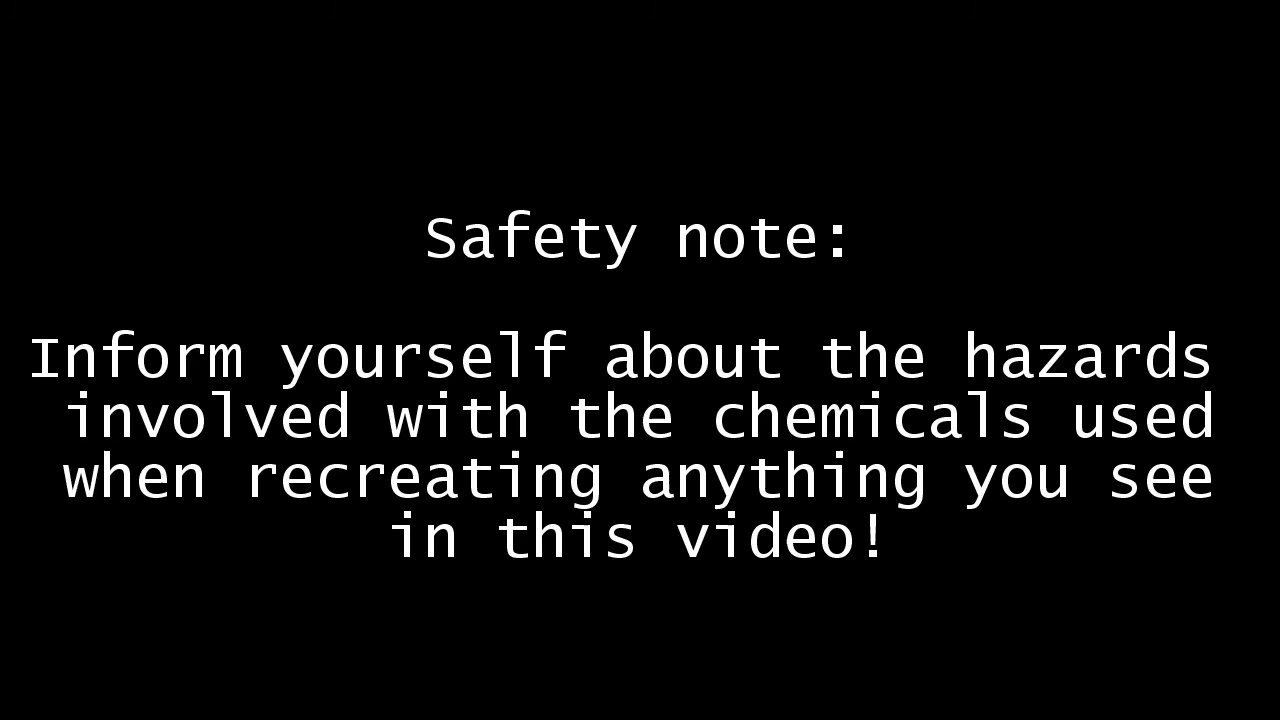 Safety note:
Inform yourself about the hazards
involved with the chemicals used
when recreating anything you see
in this video!